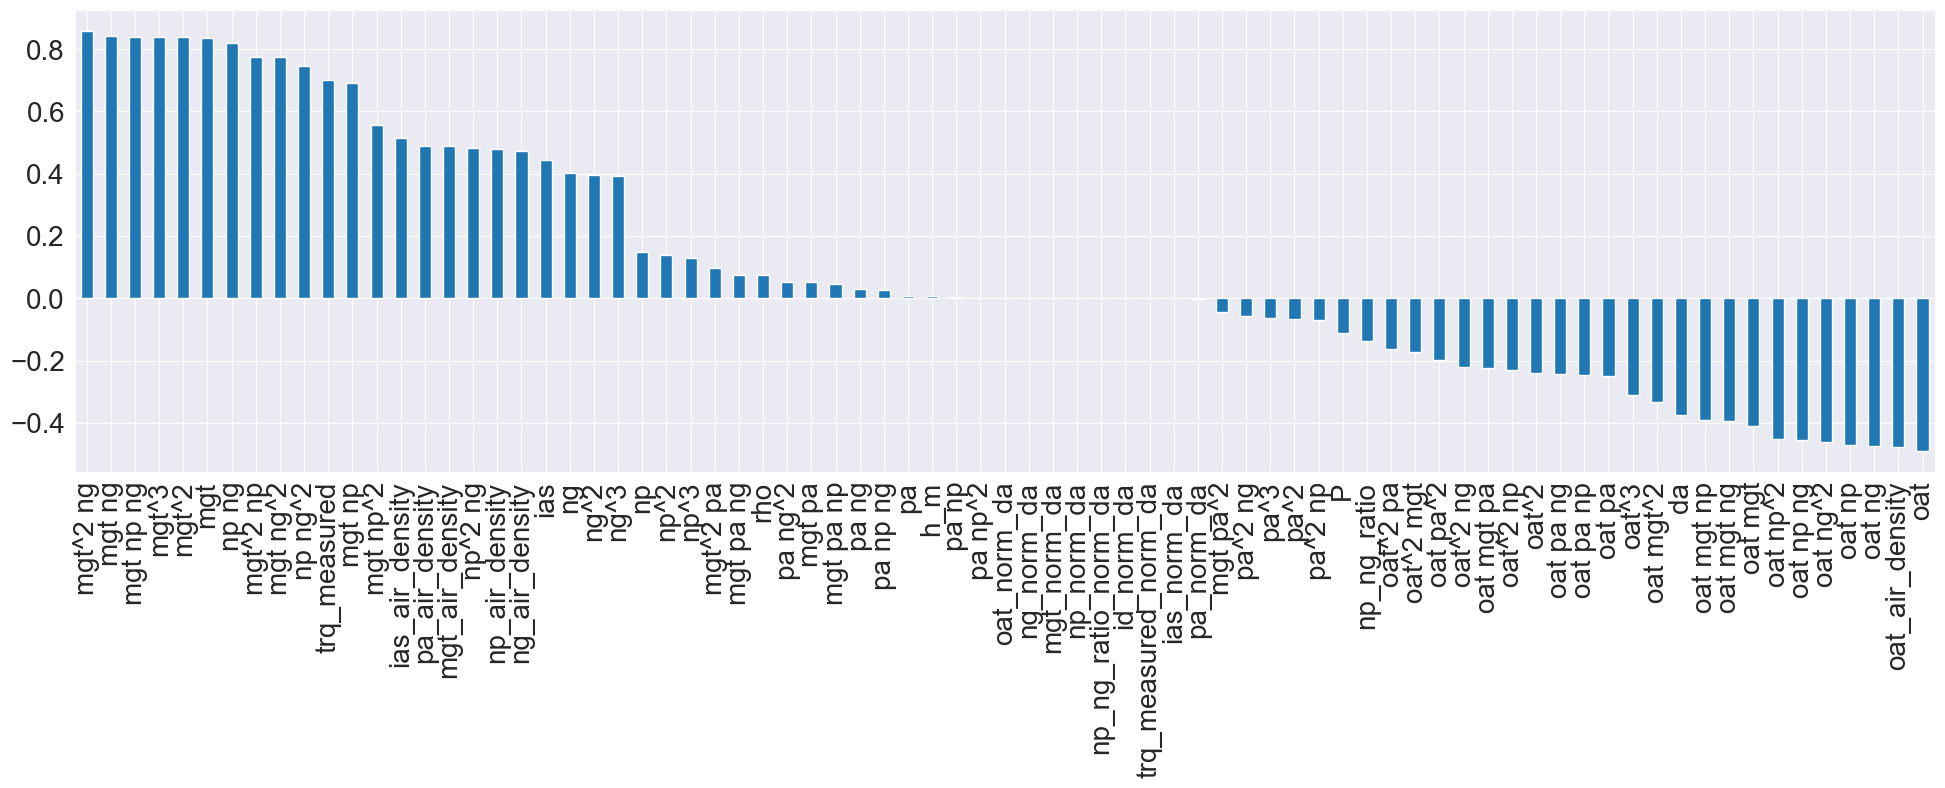 0.8
0.6
0.4
0.2
0.0
−0.2
−0.4
mgt^2 ng
mgt ng
mgt np ng
mgt^3
mgt^2
mgt
np ng
mgt^2 np
mgt ng^2
np ng^2
trq_measured
mgt np
mgt np^2
ias_air_density
pa_air_density
mgt_air_density
np^2 ng
np_air_density
ng_air_density
ias
ng
ng^2
ng^3
np
np^2
np^3
mgt^2 pa
mgt pa ng
rho
pa ng^2
mgt pa
mgt pa np
pa ng
pa np ng
pa
h_m
pa np
pa np^2
oat_norm_da
ng_norm_da
mgt_norm_da
np_norm_da
np_ng_ratio_norm_da
id_norm_da
trq_measured_norm_da
ias_norm_da
pa_norm_da
mgt pa^2
pa^2 ng
pa^3
pa^2
pa^2 np
P
np_ng_ratio
oat^2 pa
oat^2 mgt
oat pa^2
oat^2 ng
oat mgt pa
oat^2 np
oat^2
oat pa ng
oat pa np
oat pa
oat^3
oat mgt^2
da
oat mgt np
oat mgt ng
oat mgt
oat np^2
oat np ng
oat ng^2
oat np
oat ng
oat_air_density
oat